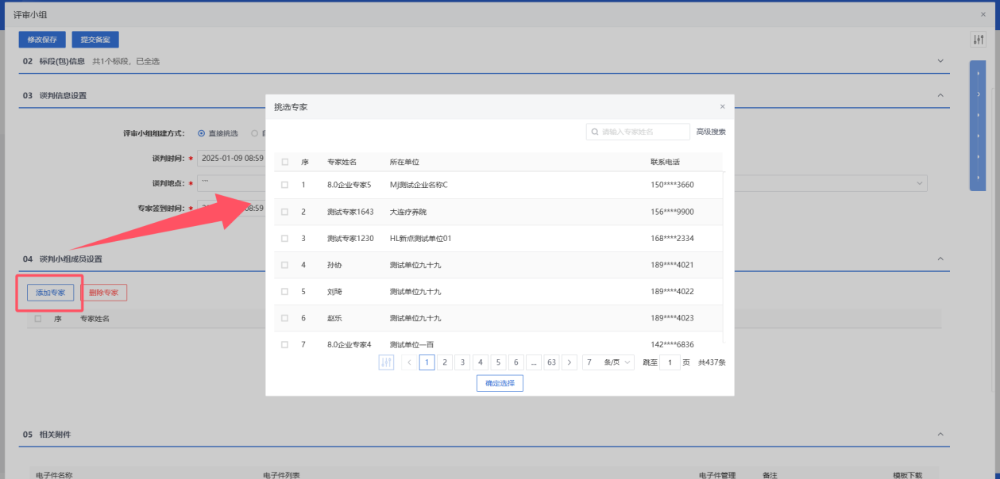 评审小组
修改保存 提交备案
02 标段(包)信息 共1个标段，已全选
03 谈判信息设置
评审小组组建方式： 直接挑选
谈判时间：* 2025-01-09 08:59
谈判地点：*
专家签到时间：* 08:59
04 谈判小组成员设置
添加专家 删除专家
序 专家姓名
挑选专家
请输入专家姓名 高级搜索
序 专家姓名 所在单位 联系电话
1 8.0企业专家5 Mj测试企业名称C 150****3660
2 测试专家1643 大连疗养院 156****9900
3 测试专家1230 HL新点测试单位01 168****2334
4 孙协 测试单位九十九 189****4021
5 刘琦 测试单位九十九 189****4022
6 赵乐 测试单位九十九 189****4023
7 8.0企业专家4 测试单位一百 142****6836
1 2 3 4 5 6 ... 63 7 条/页 跳至 1 页 共437条
确定选择
05 相关附件
电子件名称 电子件列表 电子件管理 备注 模板下载